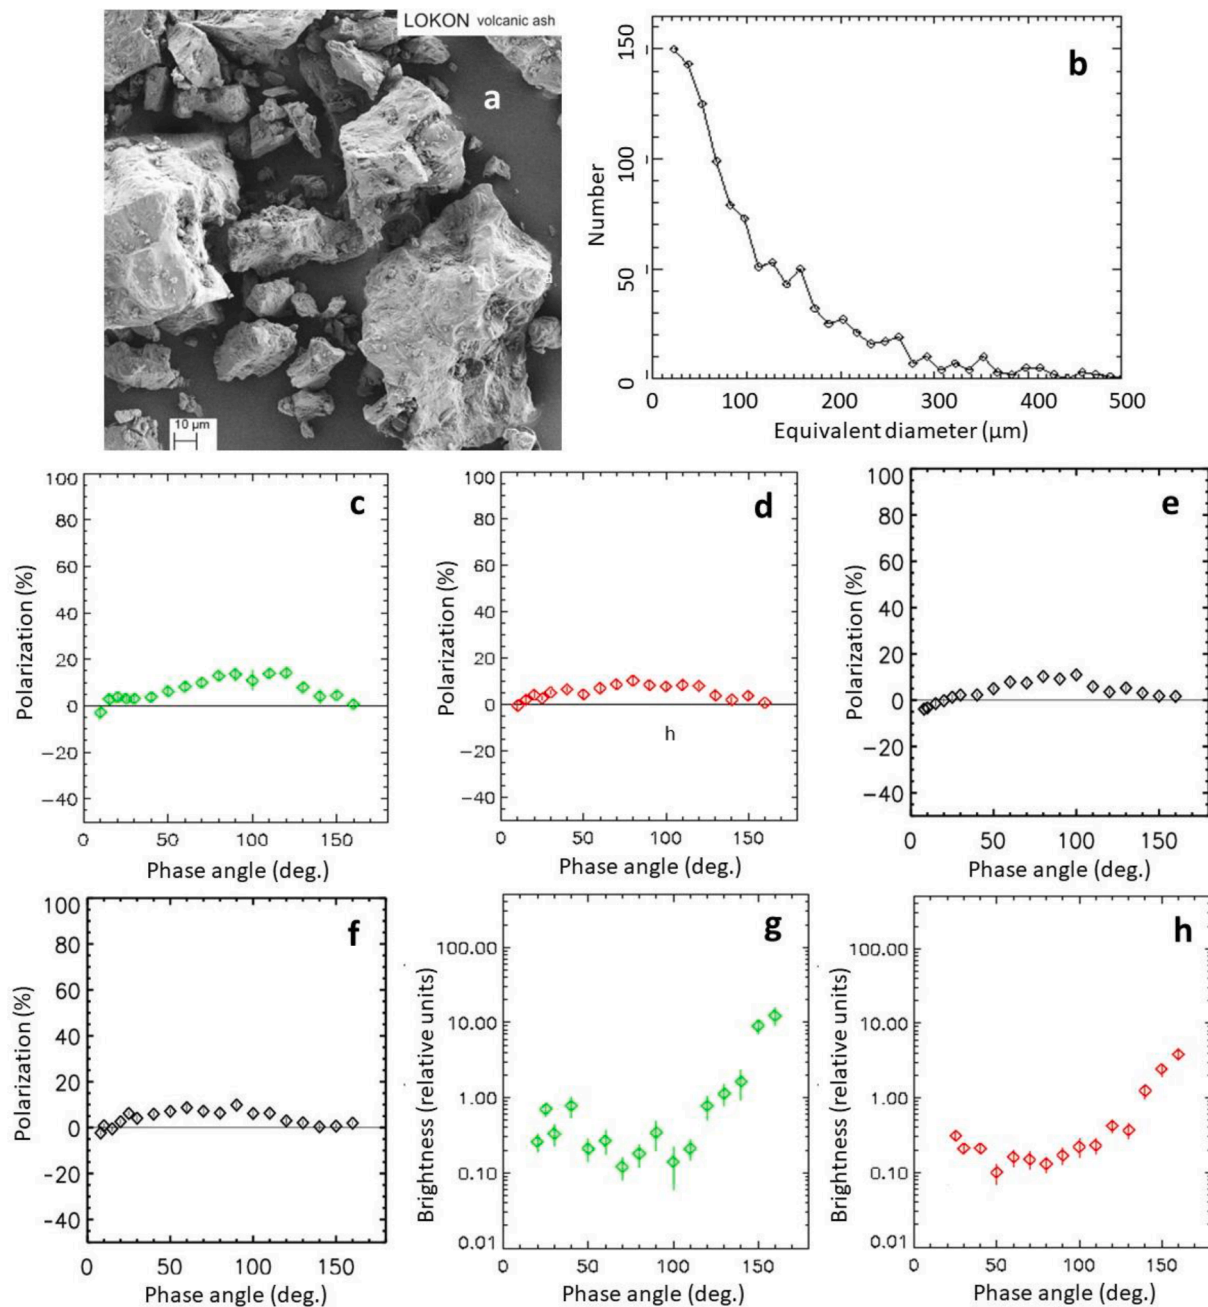 LOKON volcanic ash
a
10 µm
b
Number
150
100
50
0
0 100 200 300 400 500
Equivalent diameter (µm)
c
Polarization (%)
100
80
60
40
20
0
−20
−40
0 50 100 150
Phase angle (deg.)
d
Polarization (%)
100
80
60
40
20
0
−20
−40
h
0 50 100 150
Phase angle (deg.)
e
Polarization (%)
100
80
60
40
20
0
−20
−40
0 50 100 150
Phase angle (deg.)
f
Polarization (%)
100
80
60
40
20
0
−20
−40
0 50 100 150
Phase angle (deg.)
g
Brightness (relative units)
100.00
10.00
1.00
0.10
0.01
0 50 100 150
Phase angle (deg.)
h
Brightness (relative units)
100.00
10.00
1.00
0.10
0.01
0 50 100 150
Phase angle (deg.)